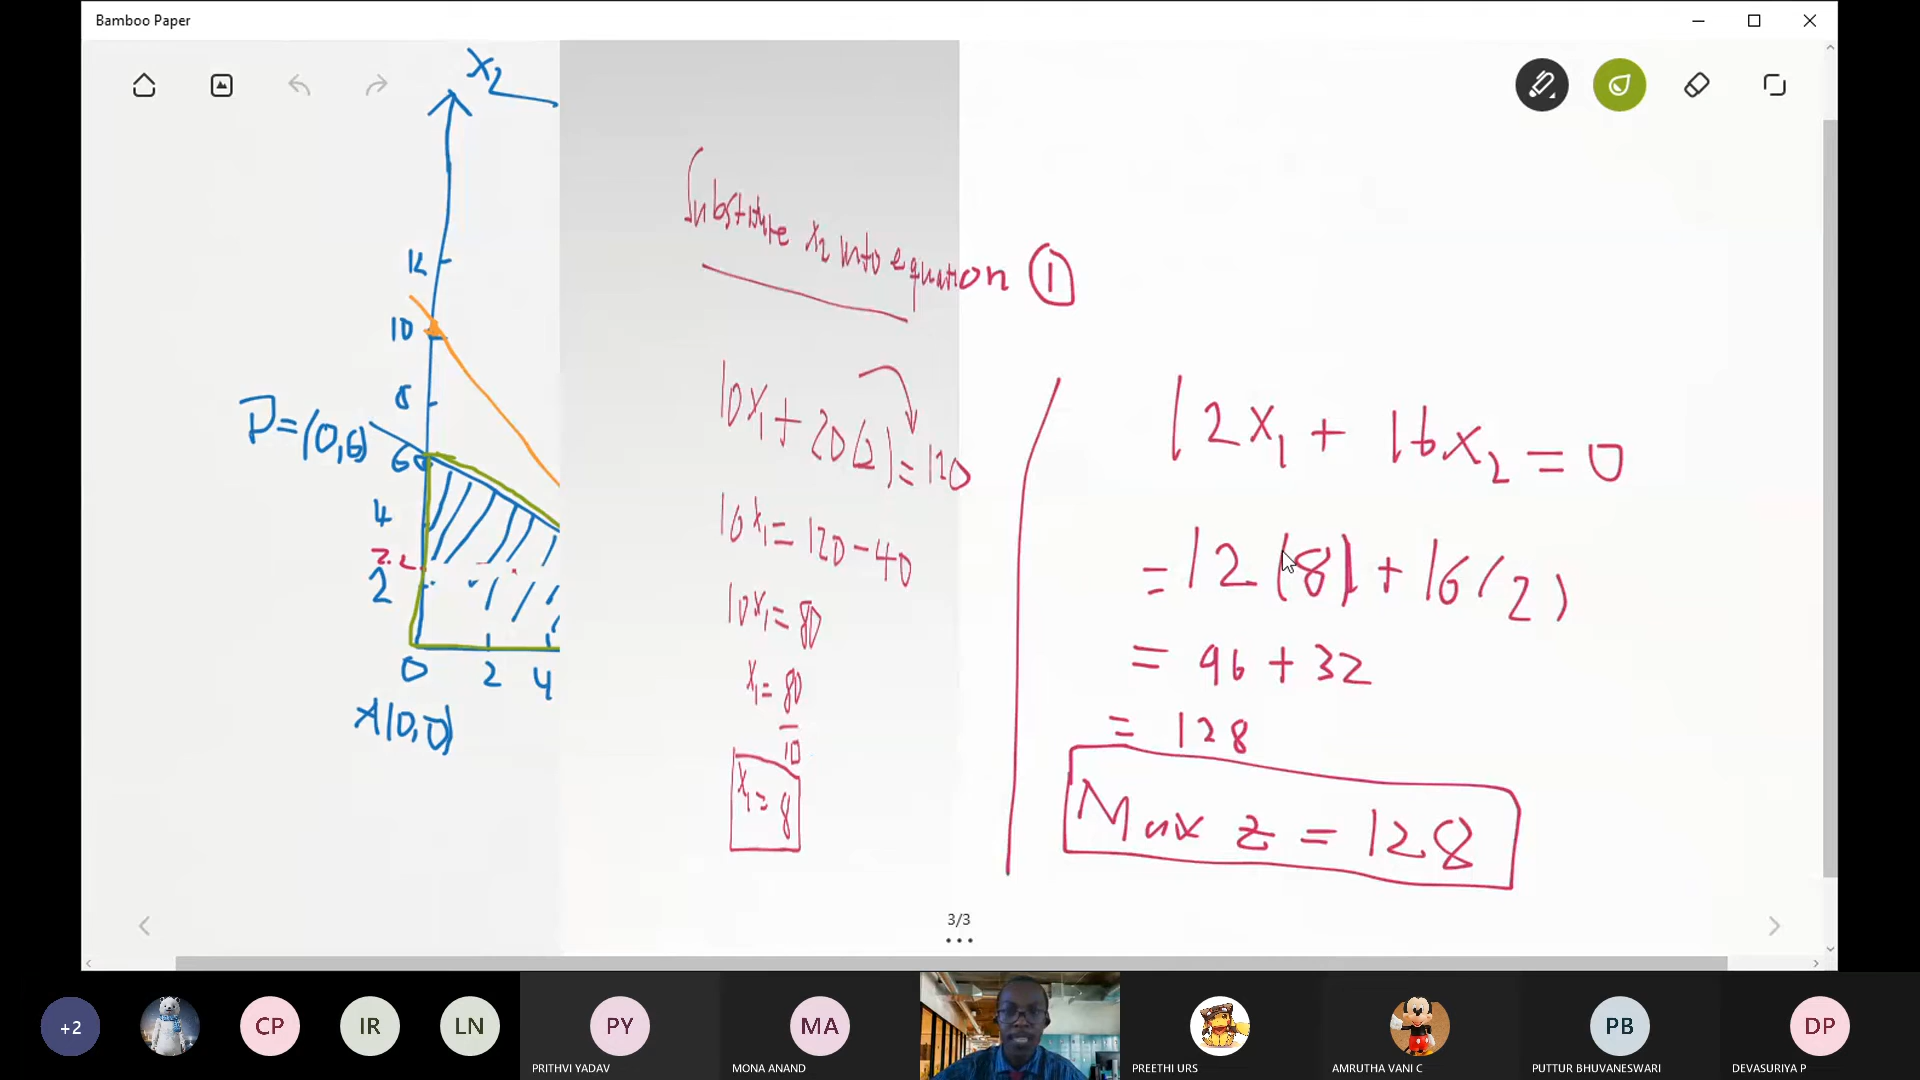 Bamboo Paper
x2
12
10
8
D=(0,6)
6
4
2
0
2
4
A(0,0)
Substitute x2 into equation ①
10x1 + 20(2) = 120
10x1 = 120 - 40
10x1 = 80
x1 = 80
10
x1 = 8
12x1 + 16x2 = 0
= 12(8) + 16(2)
= 96 + 32
= 128
Max z = 128
3/3
+2
CP
IR
LN
PY
MA
PB
DP
PRITHVI YADAV
MONA ANAND
PREETHI URS
AMRUTHA VANI C
PUTTUR BHUVANESWARI
DEVASURIYA P